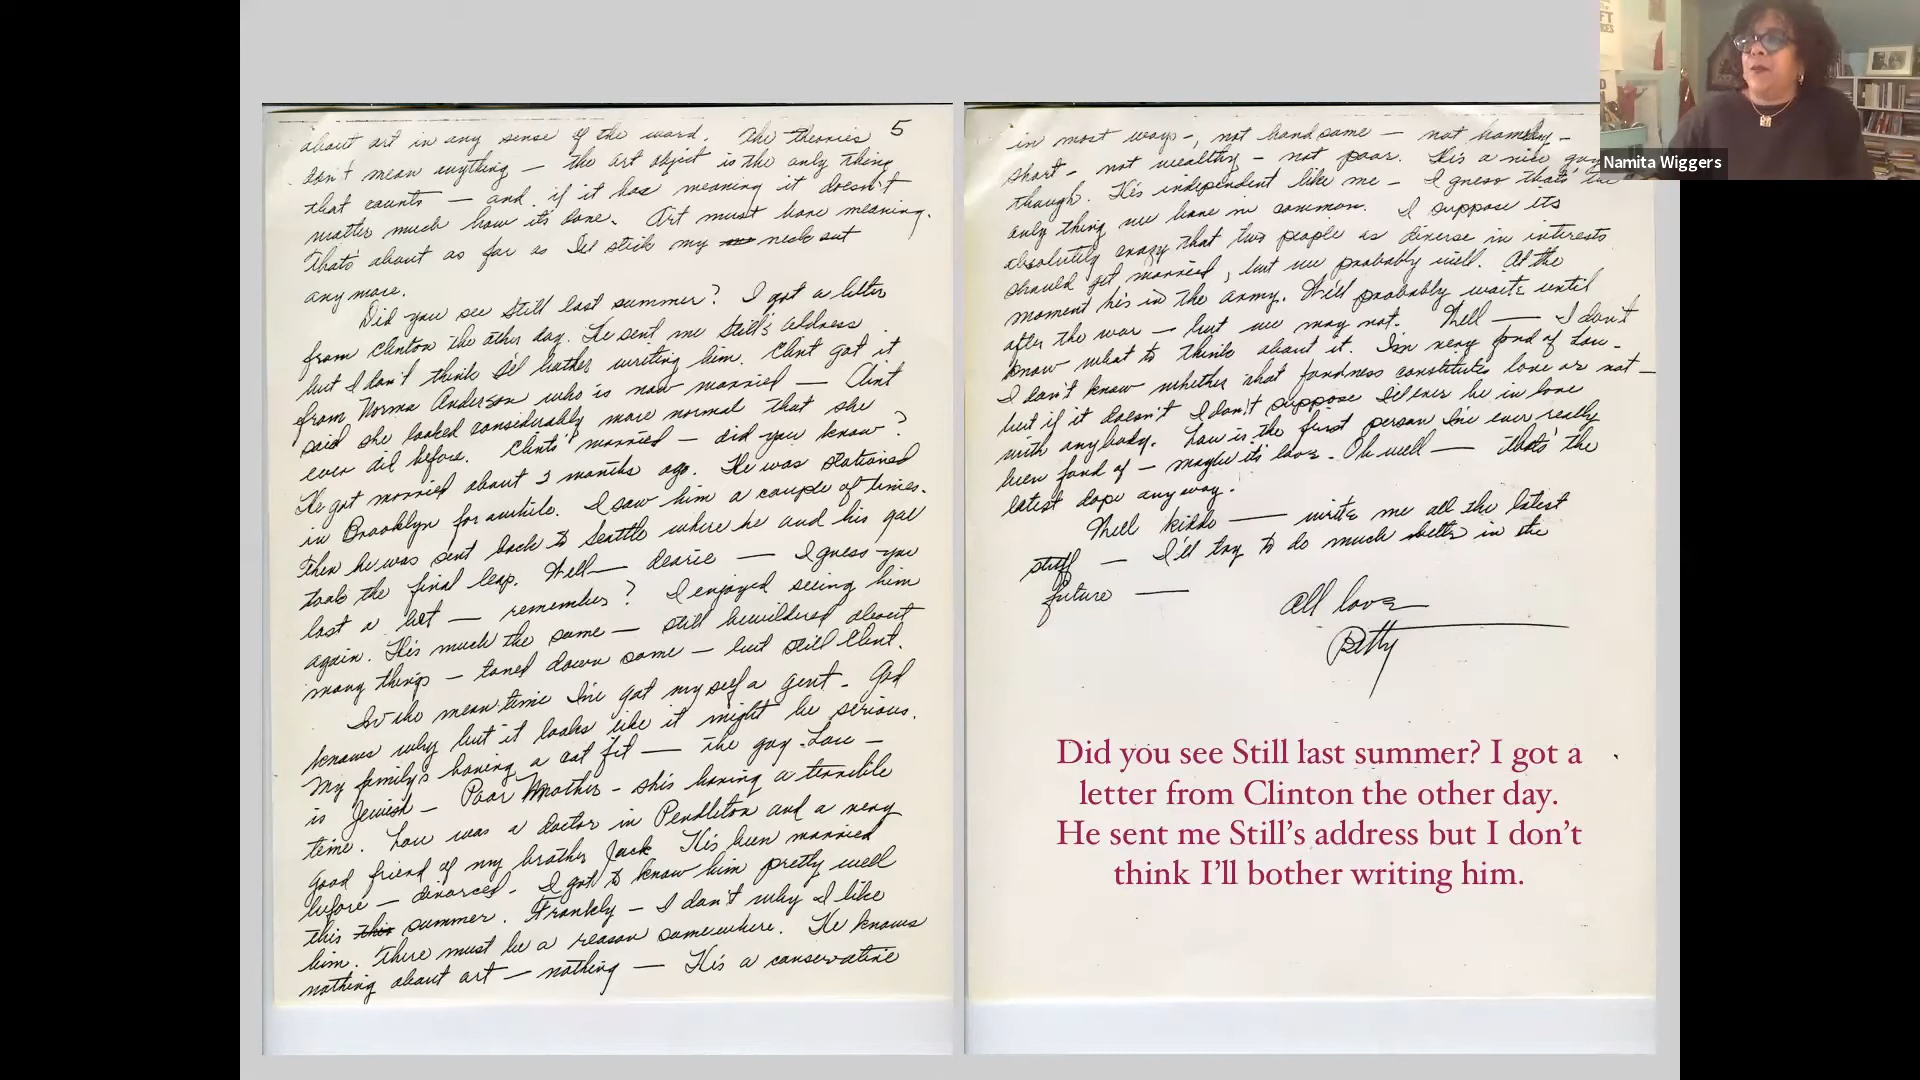 5
about art in any sense of the word. The theories
don't mean anything — the art object is the only thing
that counts — and if it has meaning it doesn't
matter much how it's done. Art must have meaning.
That's about as far as I'll stick my neck out
any more.
Did you see Still last summer? I got a letter
from Clinton the other day. He sent me Still's address
but I don't think I'll bother writing him. Clint got it
from Norma Anderson who is now married — Clint
said she looked considerably more normal that she
ever did before. Clint's married — did you know?
He got married about 3 months ago. He was stationed
in Brooklyn for awhile. I saw him a couple of times.
Then he was sent back to Seattle where he and his gal
took the final leap. Well — dearie — I guess you
lost a bet — remember? I enjoyed seeing him
again. He's much the same — still bewildered about
many things — toned down some — but still Clint.
In the mean time I've got myself a gent — God
knows why but it looks like it might be serious.
My family's having a cat fit — the guy - Lou —
is Jewish — Poor Mother - she's having a terrible
time. Lou was a doctor in Pendleton and a very
good friend of my brother Jack. He's been married
before — divorced. I got to know him pretty well
this this summer. Frankly — I don't why I like
him. There must be a reason somewhere. He knows
nothing about art — nothing — He's a conservative
in most ways -, not handsome — not homely -
short - not wealthy - not poor. He's a nice guy
though. He's independent like me - I guess that's the
only thing we have in common. I suppose its
absolutely crazy that two people as diverse in interests
should get married, but we probably will. At the
moment his in the army. We'll probably wait until
after the war — but we may not. Well — I don't
know what to think about it. I'm very fond of Lou -
I don't know whether that fondness constitutes love or not —
but if it doesn't I don't suppose I'll ever be in love
with anybody. Lou is the first person I've ever really
been fond of - maybe it's love. Oh well — that's the
latest dope anyway.
Well kiddo — write me all the latest
stuff — I'll try to do much better in the
future —
All love
Betty
Did you see Still last summer? I got a
letter from Clinton the other day.
He sent me Still's address but I don't
think I'll bother writing him.
Namita Wiggers